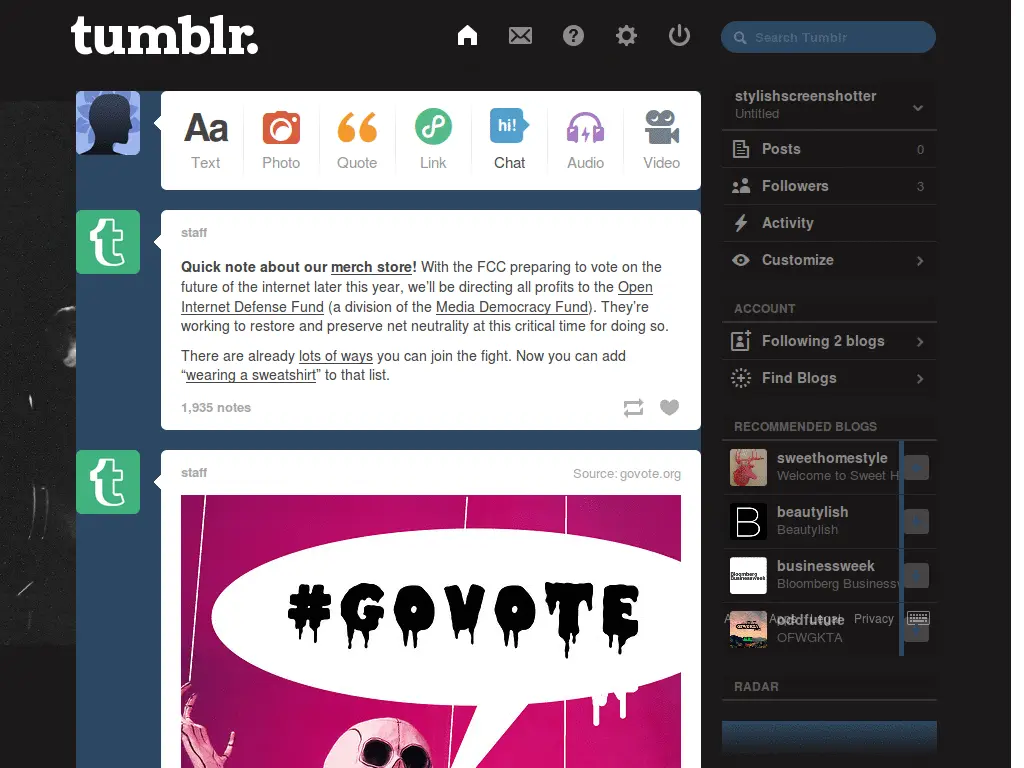 tumblr.
Search Tumblr
Aa
hi!
Text
Photo
Quote
Link
Chat
Audio
Video
staff
Quick note about our merch store! With the FCC preparing to vote on the
future of the internet later this year, we’ll be directing all profits to the Open
Internet Defense Fund (a division of the Media Democracy Fund). They’re
working to restore and preserve net neutrality at this critical time for doing so.
There are already lots of ways you can join the fight. Now you can add
“wearing a sweatshirt” to that list.
1,935 notes
staff
Source: govote.org
#GOVOTE
stylishscreenshotter
Untitled
Posts 0
Followers 3
Activity
Customize
ACCOUNT
Following 2 blogs
Find Blogs
RECOMMENDED BLOGS
sweethomestyle
Welcome to Sweet H
B
beautylish
Beautylish
Bloomberg
Businessweek
businessweek
Bloomberg Businessw
oddfuture
Apps Legal Privacy
OFWGKTA
RADAR